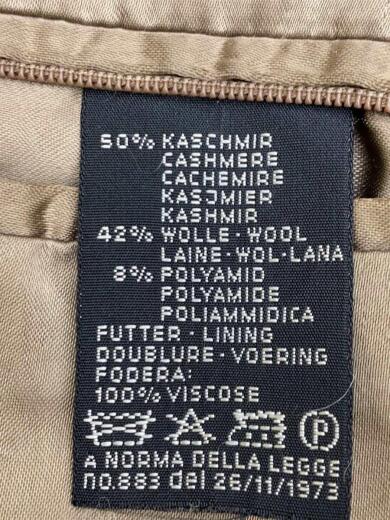 50% KASCHMIR
CASHMERE
CACHEMIRE
KASJMIER
KASHMIR
42% WOLLE·WOOL
LAINE·WOL·LANA
8% POLYAMID
POLYAMIDE
POLIAMMIDICA
FUTTER·LINING
DOUBLURE·VOERING
FODERA:
100% VISCOSE
P
A NORMA DELLA LEGGE
no.883 del 26/11/1973